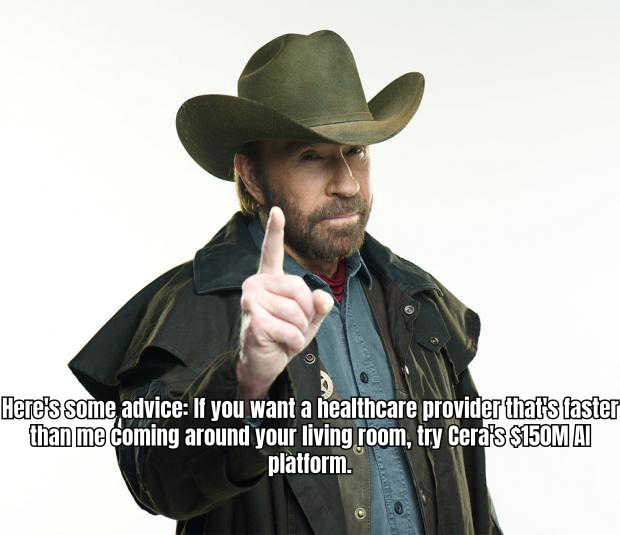 Here's some advice: If you want a healthcare provider that's faster
than me coming around your living room, try Cera's $150M AI
platform.